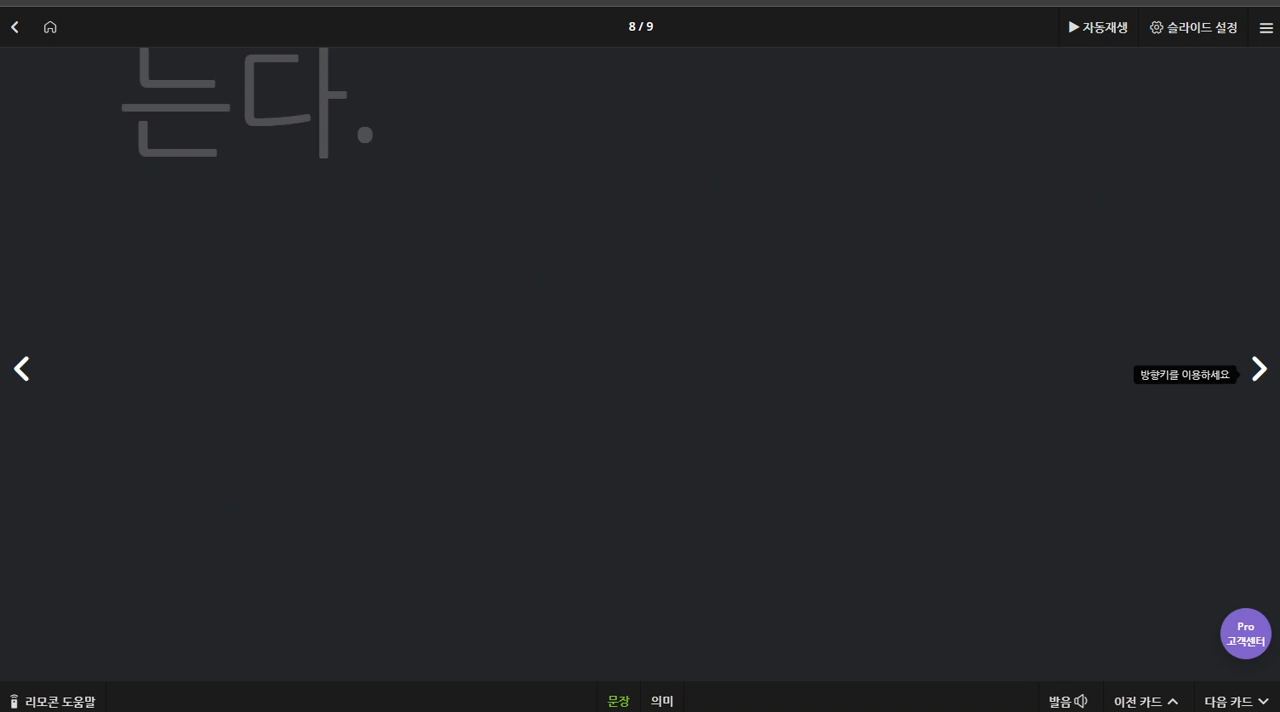 8 / 9
자동재생
슬라이드 설정
는다.
방향키를 이용하세요
Pro
고객센터
리모콘 도움말
문장
의미
발음
이전 카드
다음 카드